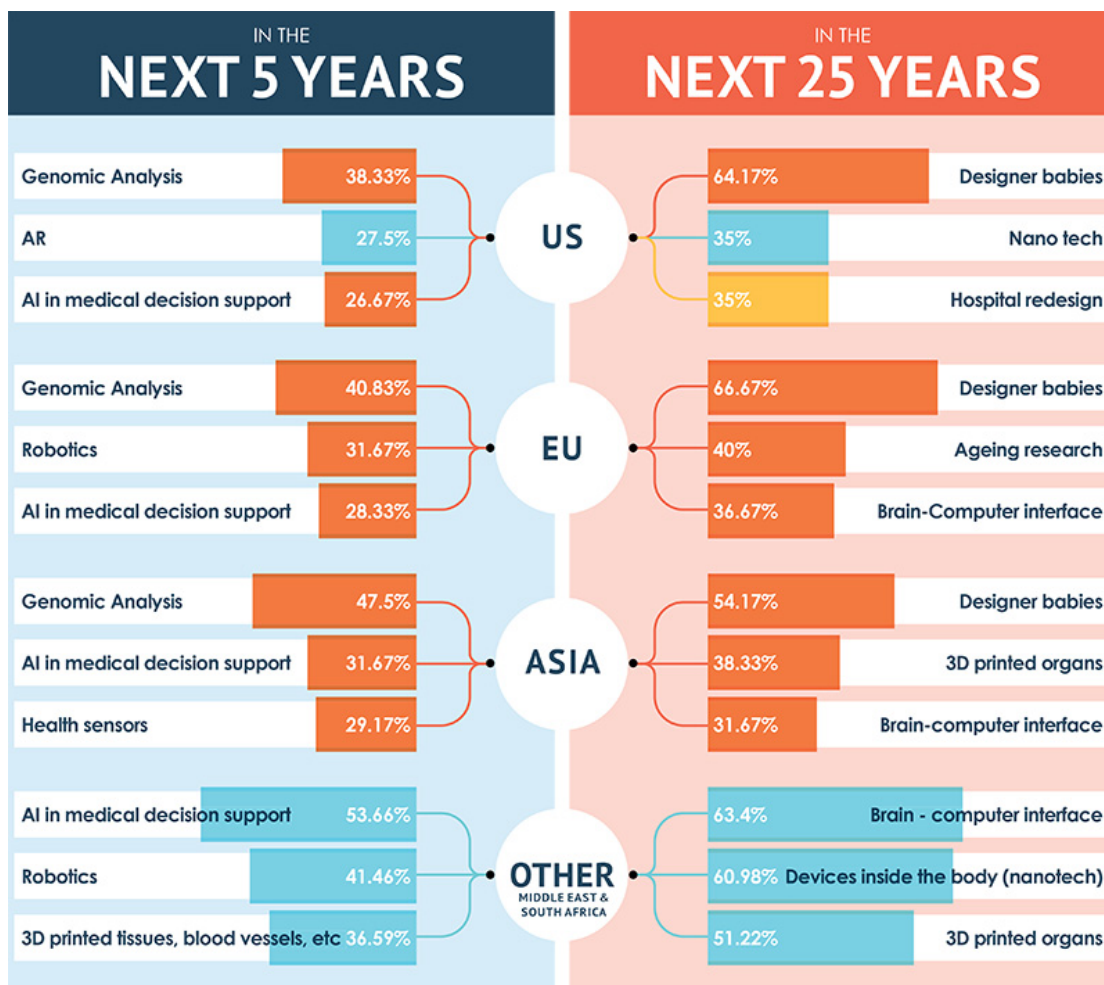 IN THE
NEXT 5 YEARS
IN THE
NEXT 25 YEARS
Genomic Analysis 38.33%
AR 27.5%
AI in medical decision support 26.67%
US
64.17% Designer babies
35% Nano tech
35% Hospital redesign
Genomic Analysis 40.83%
Robotics 31.67%
AI in medical decision support 28.33%
EU
66.67% Designer babies
40% Ageing research
36.67% Brain-Computer interface
Genomic Analysis 47.5%
AI in medical decision support 31.67%
Health sensors 29.17%
ASIA
54.17% Designer babies
38.33% 3D printed organs
31.67% Brain-computer interface
AI in medical decision support 53.66%
Robotics 41.46%
3D printed tissues, blood vessels, etc 36.59%
OTHER
MIDDLE EAST &
SOUTH AFRICA
63.4% Brain - computer interface
60.98% Devices inside the body (nanotech)
51.22% 3D printed organs